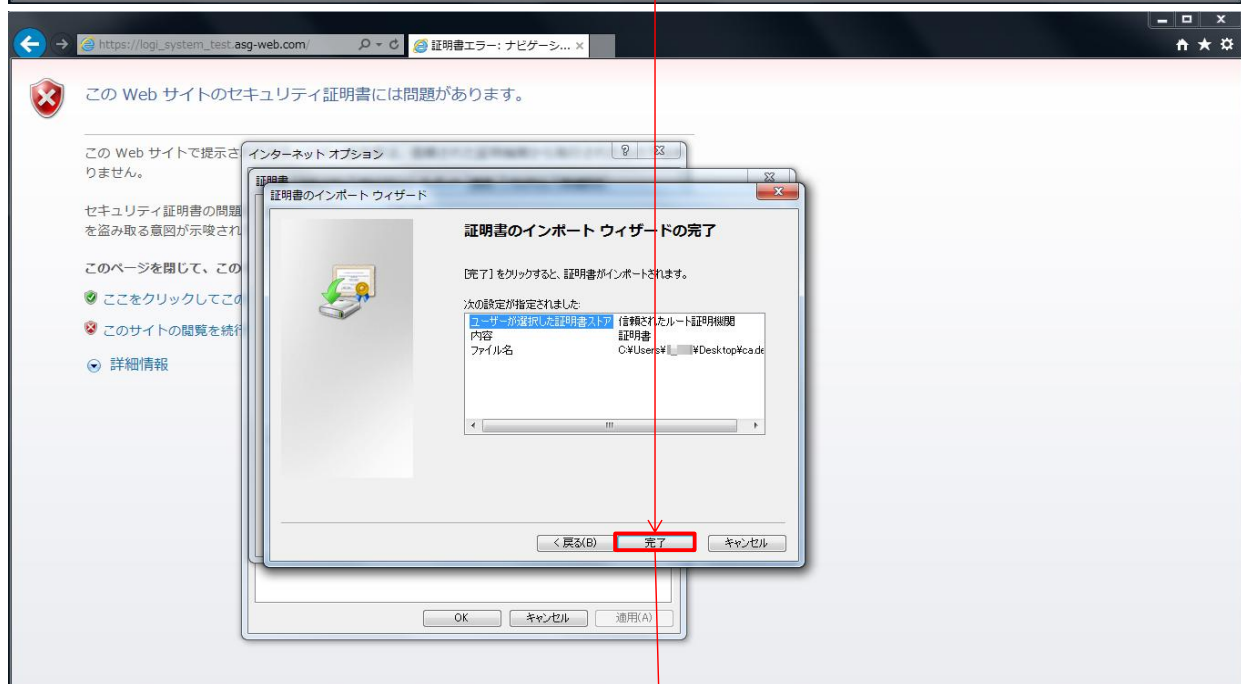 https://logi_system_test.asg-web.com/
証明書エラー: ナビゲーシ...
この Web サイトのセキュリティ証明書には問題があります。
この Web サイトで提示さ
りません。
セキュリティ証明書の問題
を盗み取る意図が示唆され
このページを閉じて、この
ここをクリックしてこの
このサイトの閲覧を続行
詳細情報
インターネット オプション
証明書
証明書のインポート ウィザード
証明書のインポート ウィザードの完了
[完了] をクリックすると、証明書がインポートされます。
次の設定が指定されました:
ユーザーが選択した証明書ストア 信頼されたルート証明機関
内容 証明書
ファイル名 C:¥Users¥ ¥Desktop¥ca.de
< 戻る(B) 完了 キャンセル
OK キャンセル 適用(A)